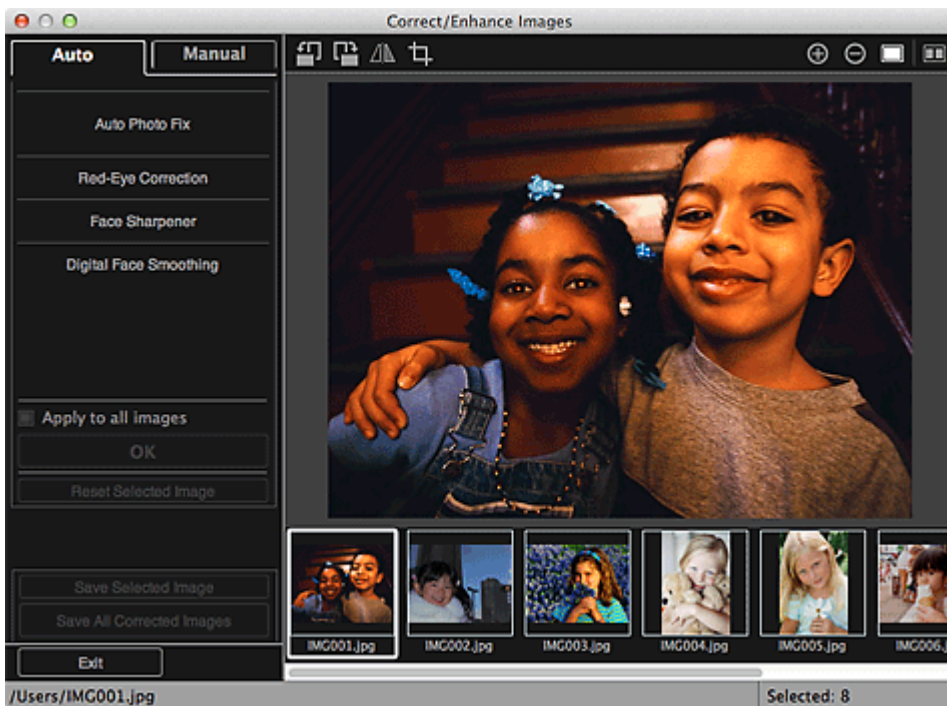 Correct/Enhance Images
Auto
Manual
Auto Photo Fix
Red-Eye Correction
Face Sharpener
Digital Face Smoothing
Apply to all images
OK
Reset Selected Image
Save Selected Image
Save All Corrected Images
Exit
IMG001.jpg
IMG002.jpg
IMG003.jpg
IMG004.jpg
IMG005.jpg
IMG006.j
/Users/IMG001.jpg
Selected: 8